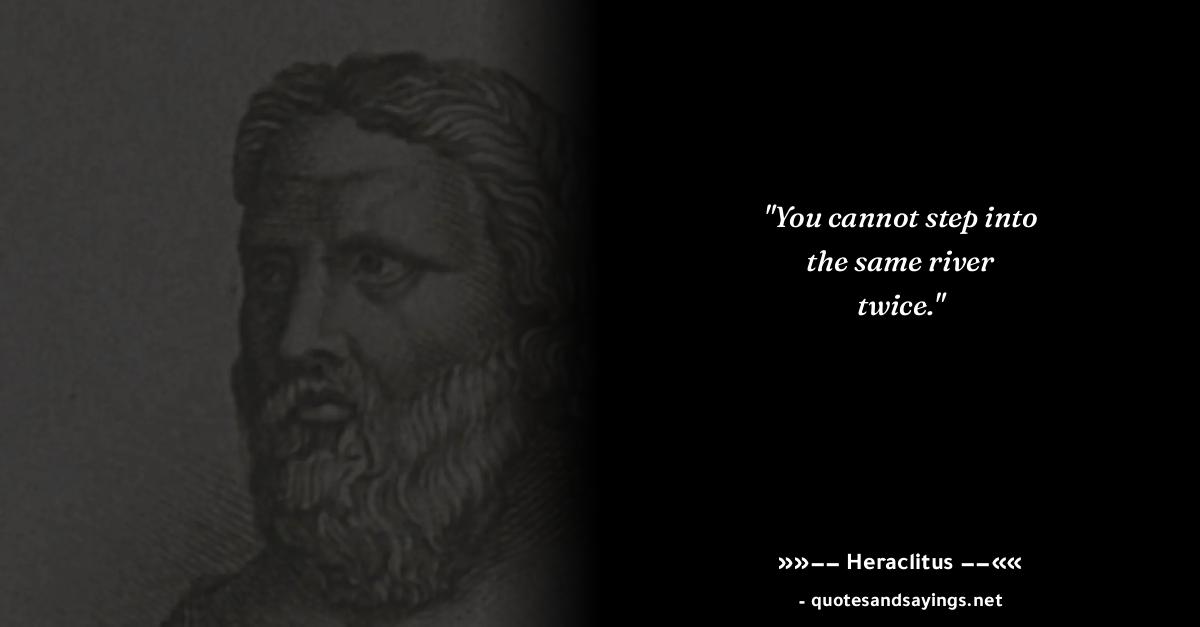 "You cannot step into
the same river
twice."
»»—— Heraclitus ——««
- quotesandsayings.net